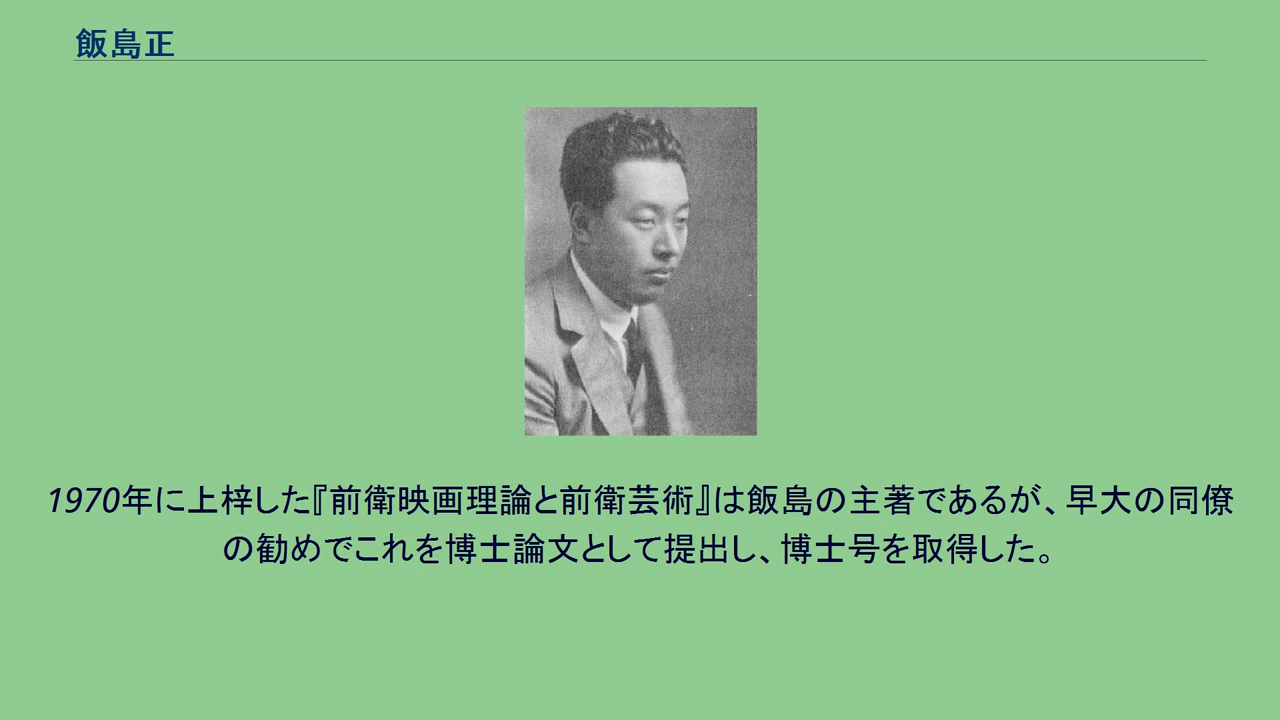 飯島正
1970年に上梓した『前衛映画理論と前衛芸術』は飯島の主著であるが、早大の同僚
の勧めでこれを博士論文として提出し、博士号を取得した。